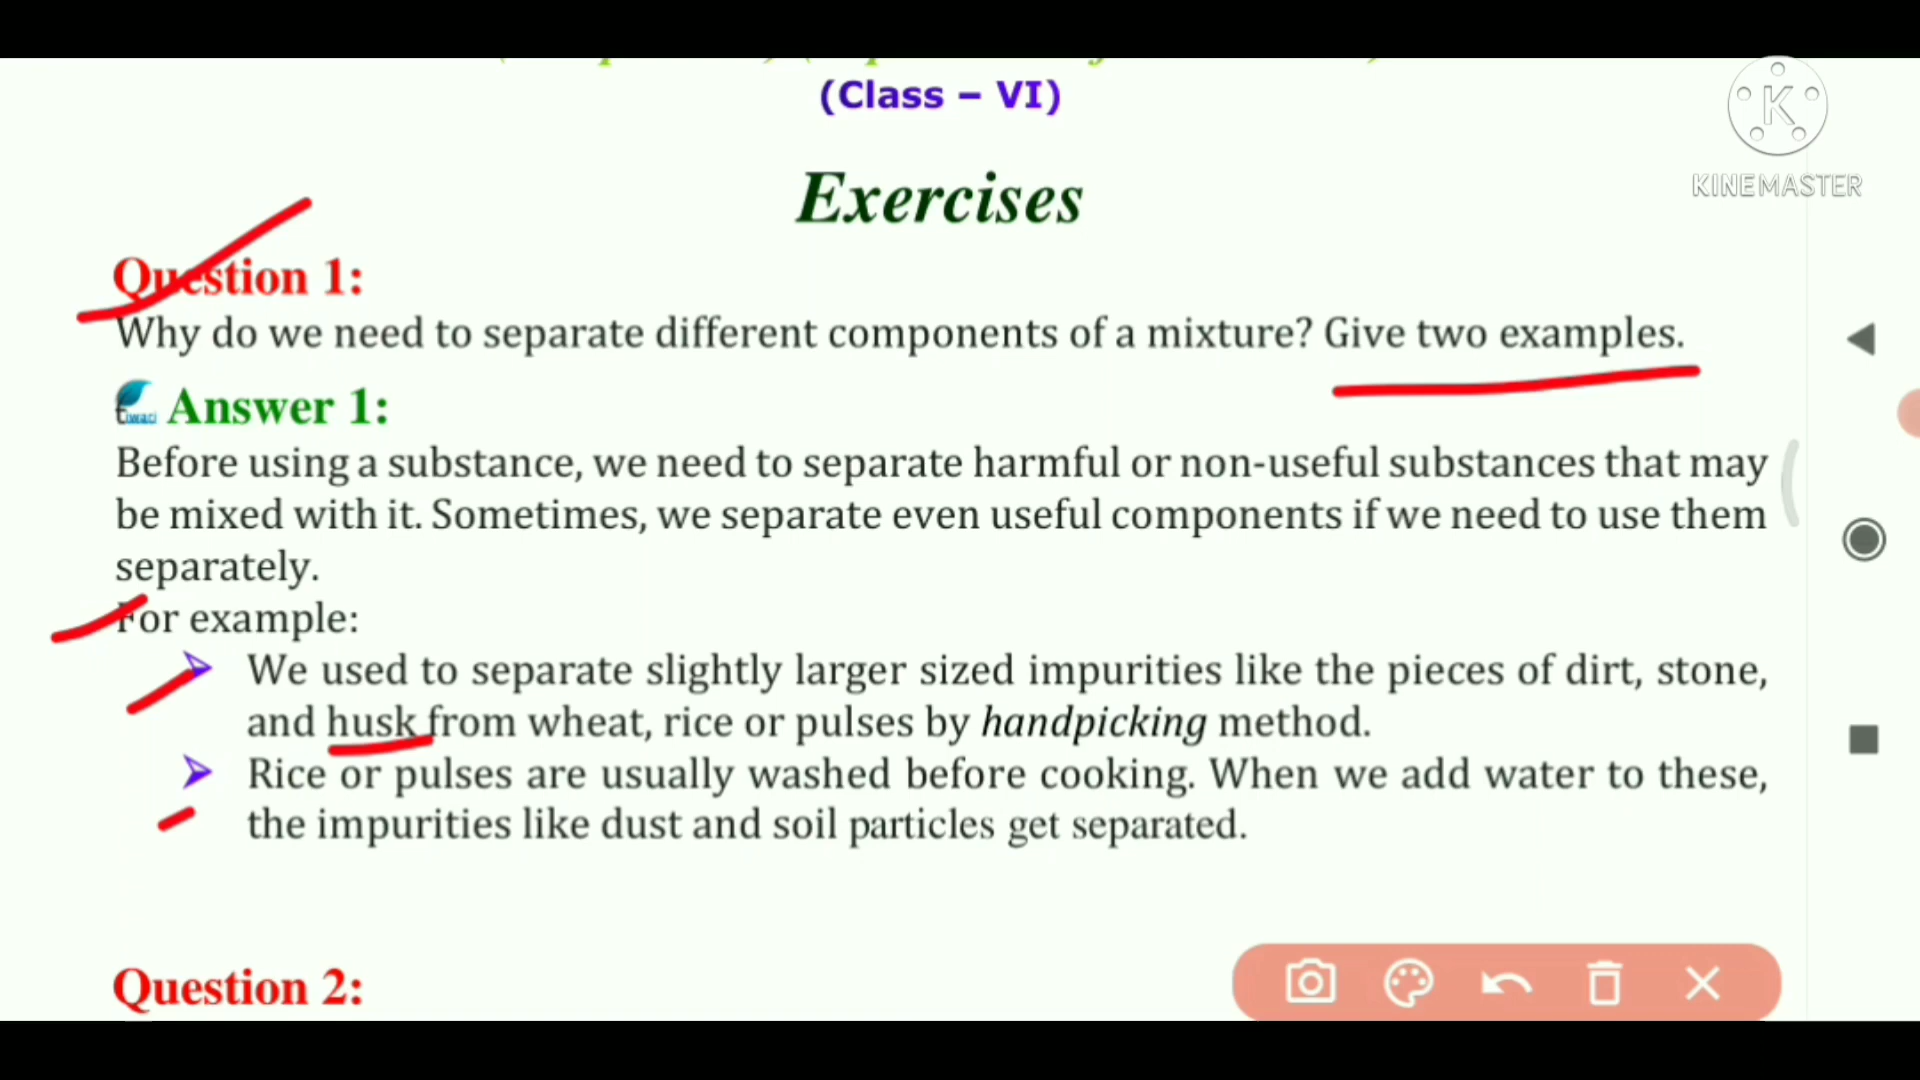 (Class – VI)
KINEMASTER
Exercises
Question 1:
Why do we need to separate different components of a mixture? Give two examples.
Answer 1:
Before using a substance, we need to separate harmful or non-useful substances that may
be mixed with it. Sometimes, we separate even useful components if we need to use them
separately.
For example:
We used to separate slightly larger sized impurities like the pieces of dirt, stone,
and husk from wheat, rice or pulses by handpicking method.
Rice or pulses are usually washed before cooking. When we add water to these,
the impurities like dust and soil particles get separated.
Question 2: